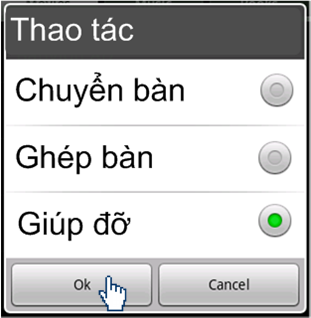 Thao tác
Chuyển bàn
Ghép bàn
Giúp đỡ
Ok
Cancel